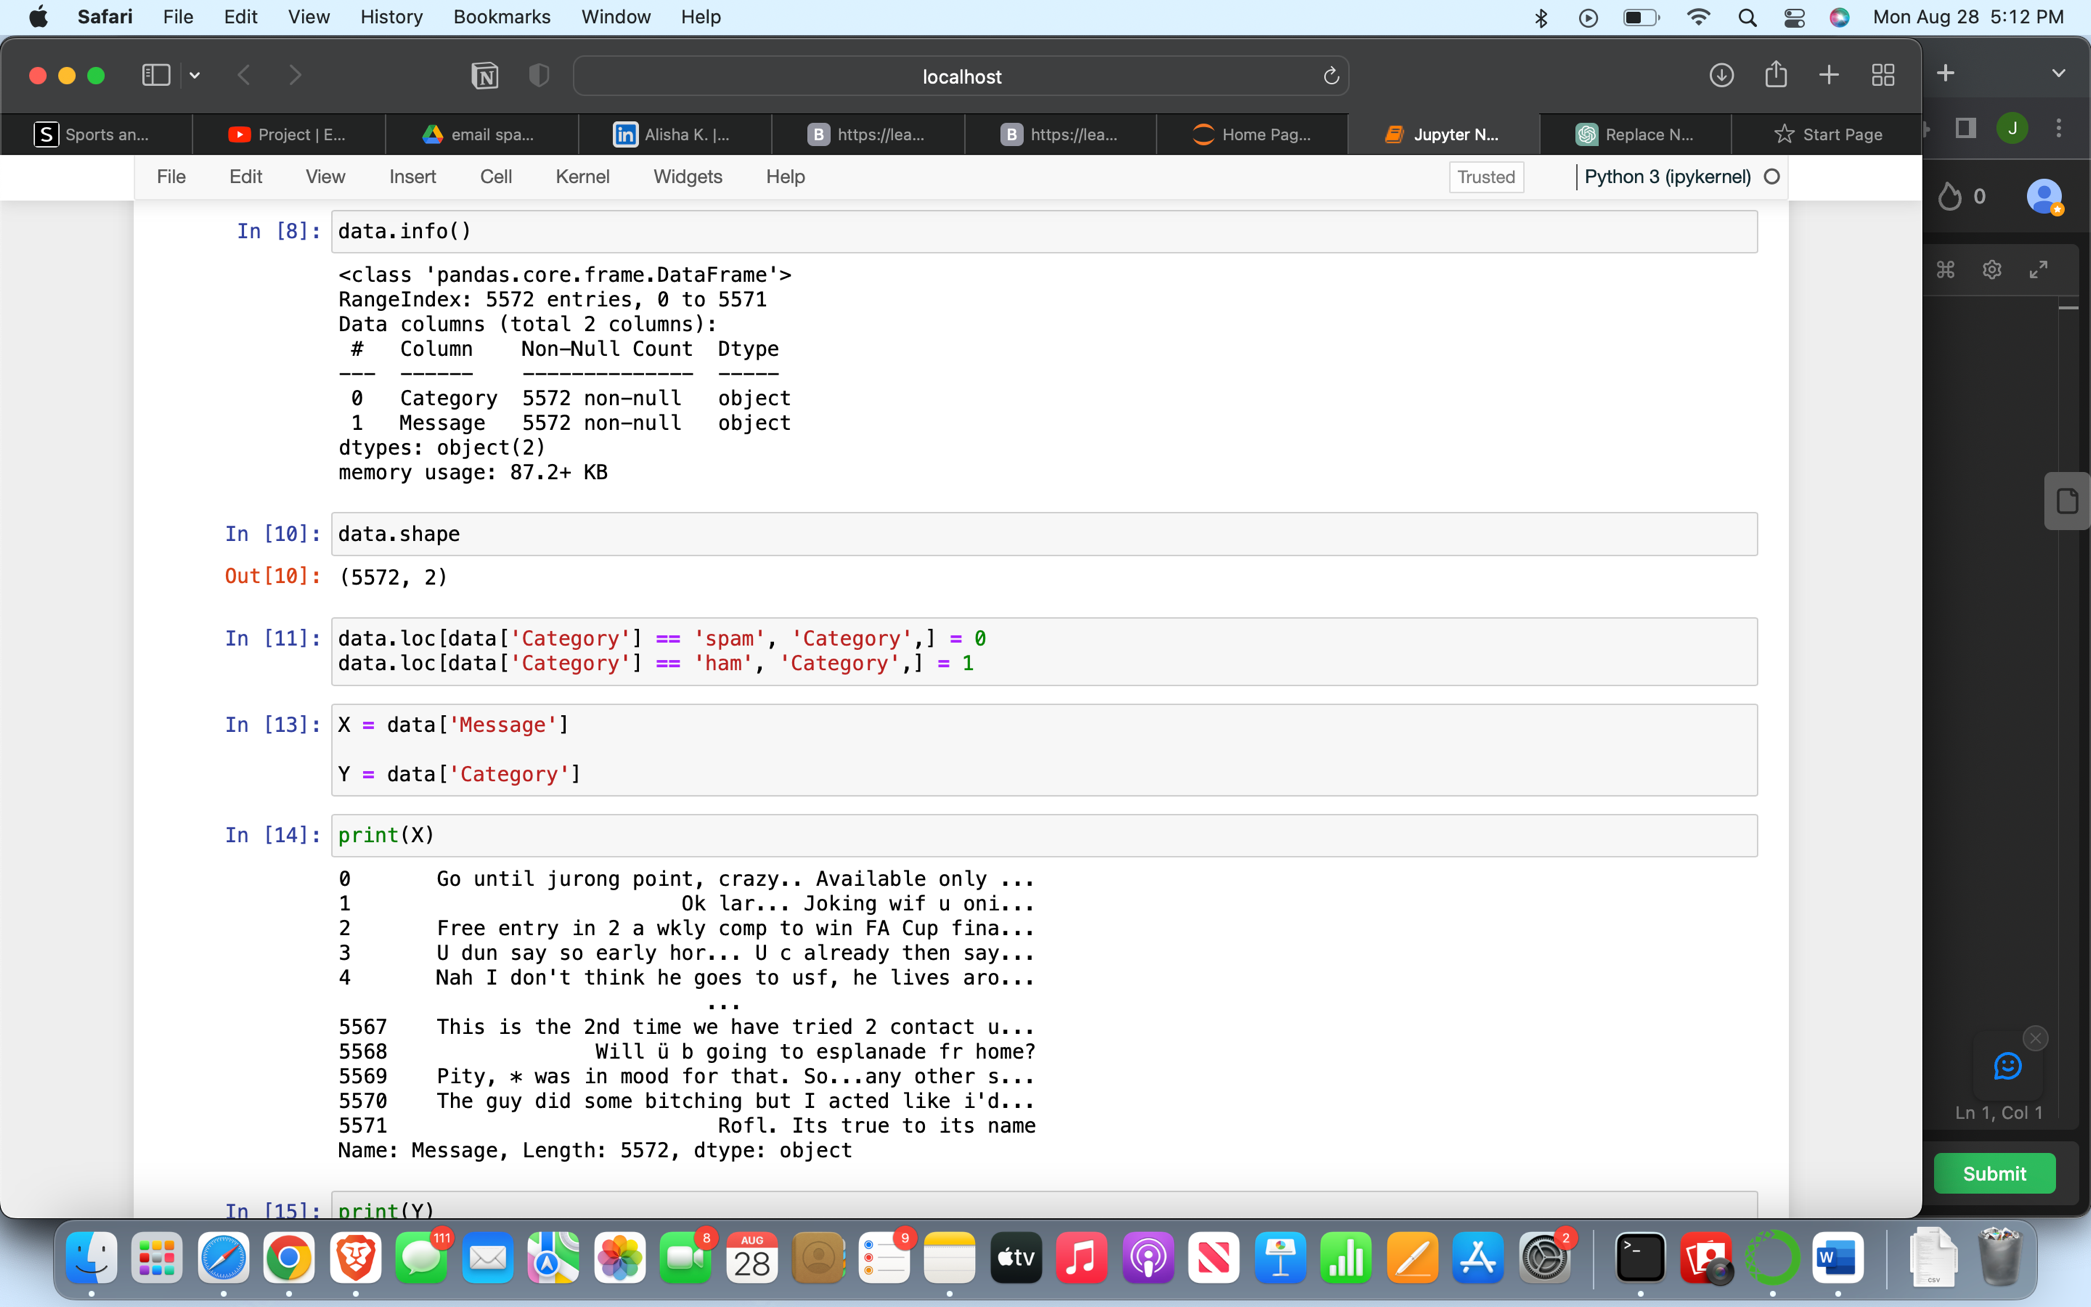 Safari File Edit View History Bookmarks Window Help Mon Aug 28 5:12 PM
localhost
S Sports an... Project | E... email spa... in Alisha K. |... B https://lea... B https://lea... Home Pag... Jupyter N... Replace N... Start Page J
File Edit View Insert Cell Kernel Widgets Help Trusted Python 3 (ipykernel)
0
In [8]: data.info()
<class 'pandas.core.frame.DataFrame'>
RangeIndex: 5572 entries, 0 to 5571
Data columns (total 2 columns):
# Column Non-Null Count Dtype
--- ------ -------------- -----
0 Category 5572 non-null object
1 Message 5572 non-null object
dtypes: object(2)
memory usage: 87.2+ KB
In [10]: data.shape
Out[10]: (5572, 2)
In [11]: data.loc[data['Category'] == 'spam', 'Category',] = 0
data.loc[data['Category'] == 'ham', 'Category',] = 1
In [13]: X = data['Message']
Y = data['Category']
In [14]: print(X)
0 Go until jurong point, crazy.. Available only ...
1 Ok lar... Joking wif u oni...
2 Free entry in 2 a wkly comp to win FA Cup fina...
3 U dun say so early hor... U c already then say...
4 Nah I don't think he goes to usf, he lives aro...
...
5567 This is the 2nd time we have tried 2 contact u...
5568 Will ü b going to esplanade fr home?
5569 Pity, * was in mood for that. So...any other s...
5570 The guy did some bitching but I acted like i'd...
5571 Rofl. Its true to its name
Name: Message, Length: 5572, dtype: object
Ln 1, Col 1
Submit
In [15]: print(Y)
111 8 AUG 28 9 tv 2 >_ W CSV